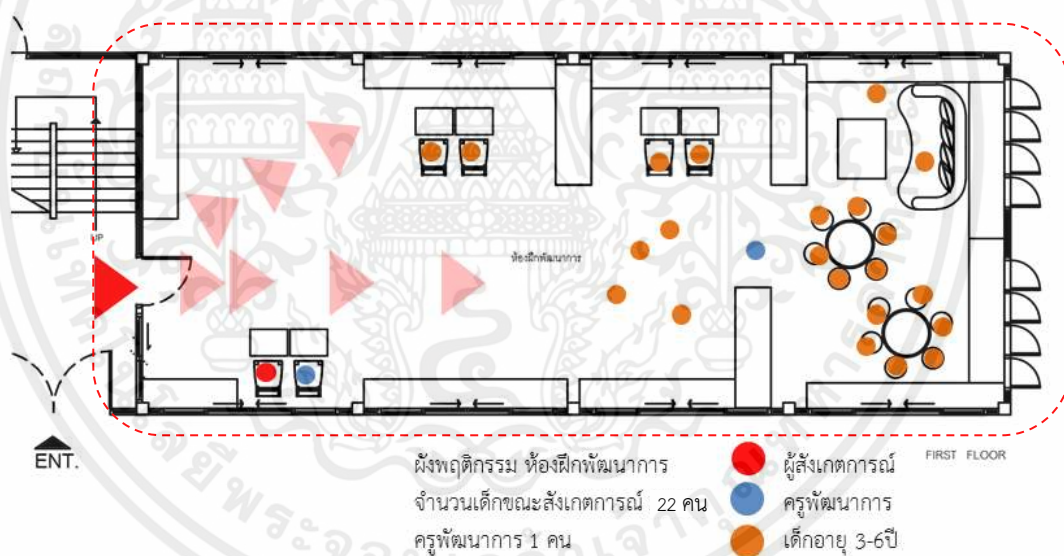 UP
ห้องฝึกพัฒนาการ
ENT.
FIRST FLOOR
ผังพฤติกรรม ห้องฝึกพัฒนาการ
จำนวนเด็กขณะสังเกตการณ์ 22 คน
ครูพัฒนาการ 1 คน
ผู้สังเกตการณ์
ครูพัฒนาการ
เด็กอายุ 3-6ปี